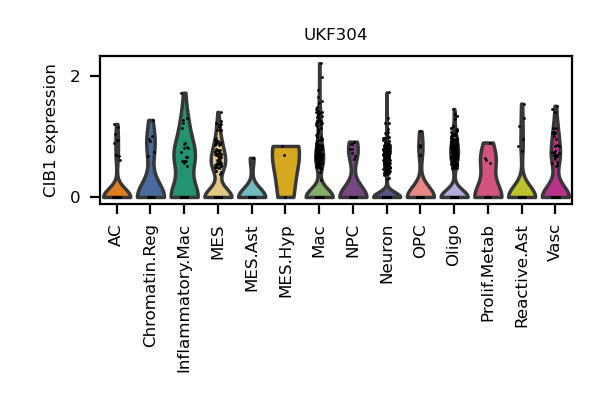 UKF304
CIB1 expression
2
0
AC
Chromatin.Reg
Inflammatory.Mac
MES
MES.Ast
MES.Hyp
Mac
NPC
Neuron
OPC
Oligo
Prolif.Metab
Reactive.Ast
Vasc